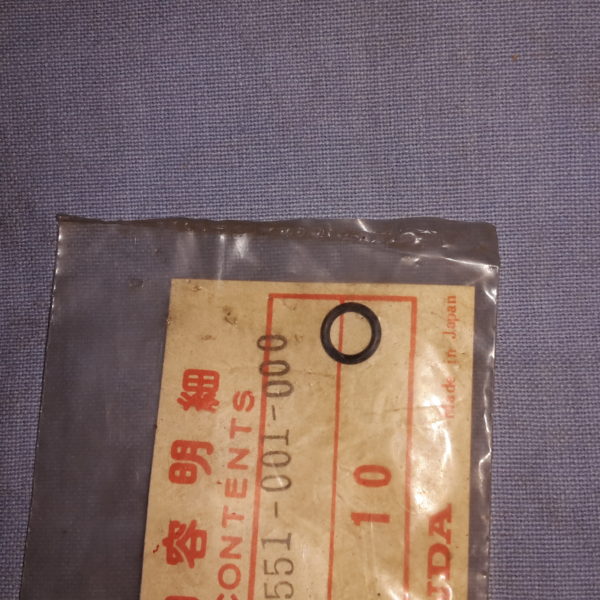 容明細
CONTENTS
551-001-000
10
Made in Japan